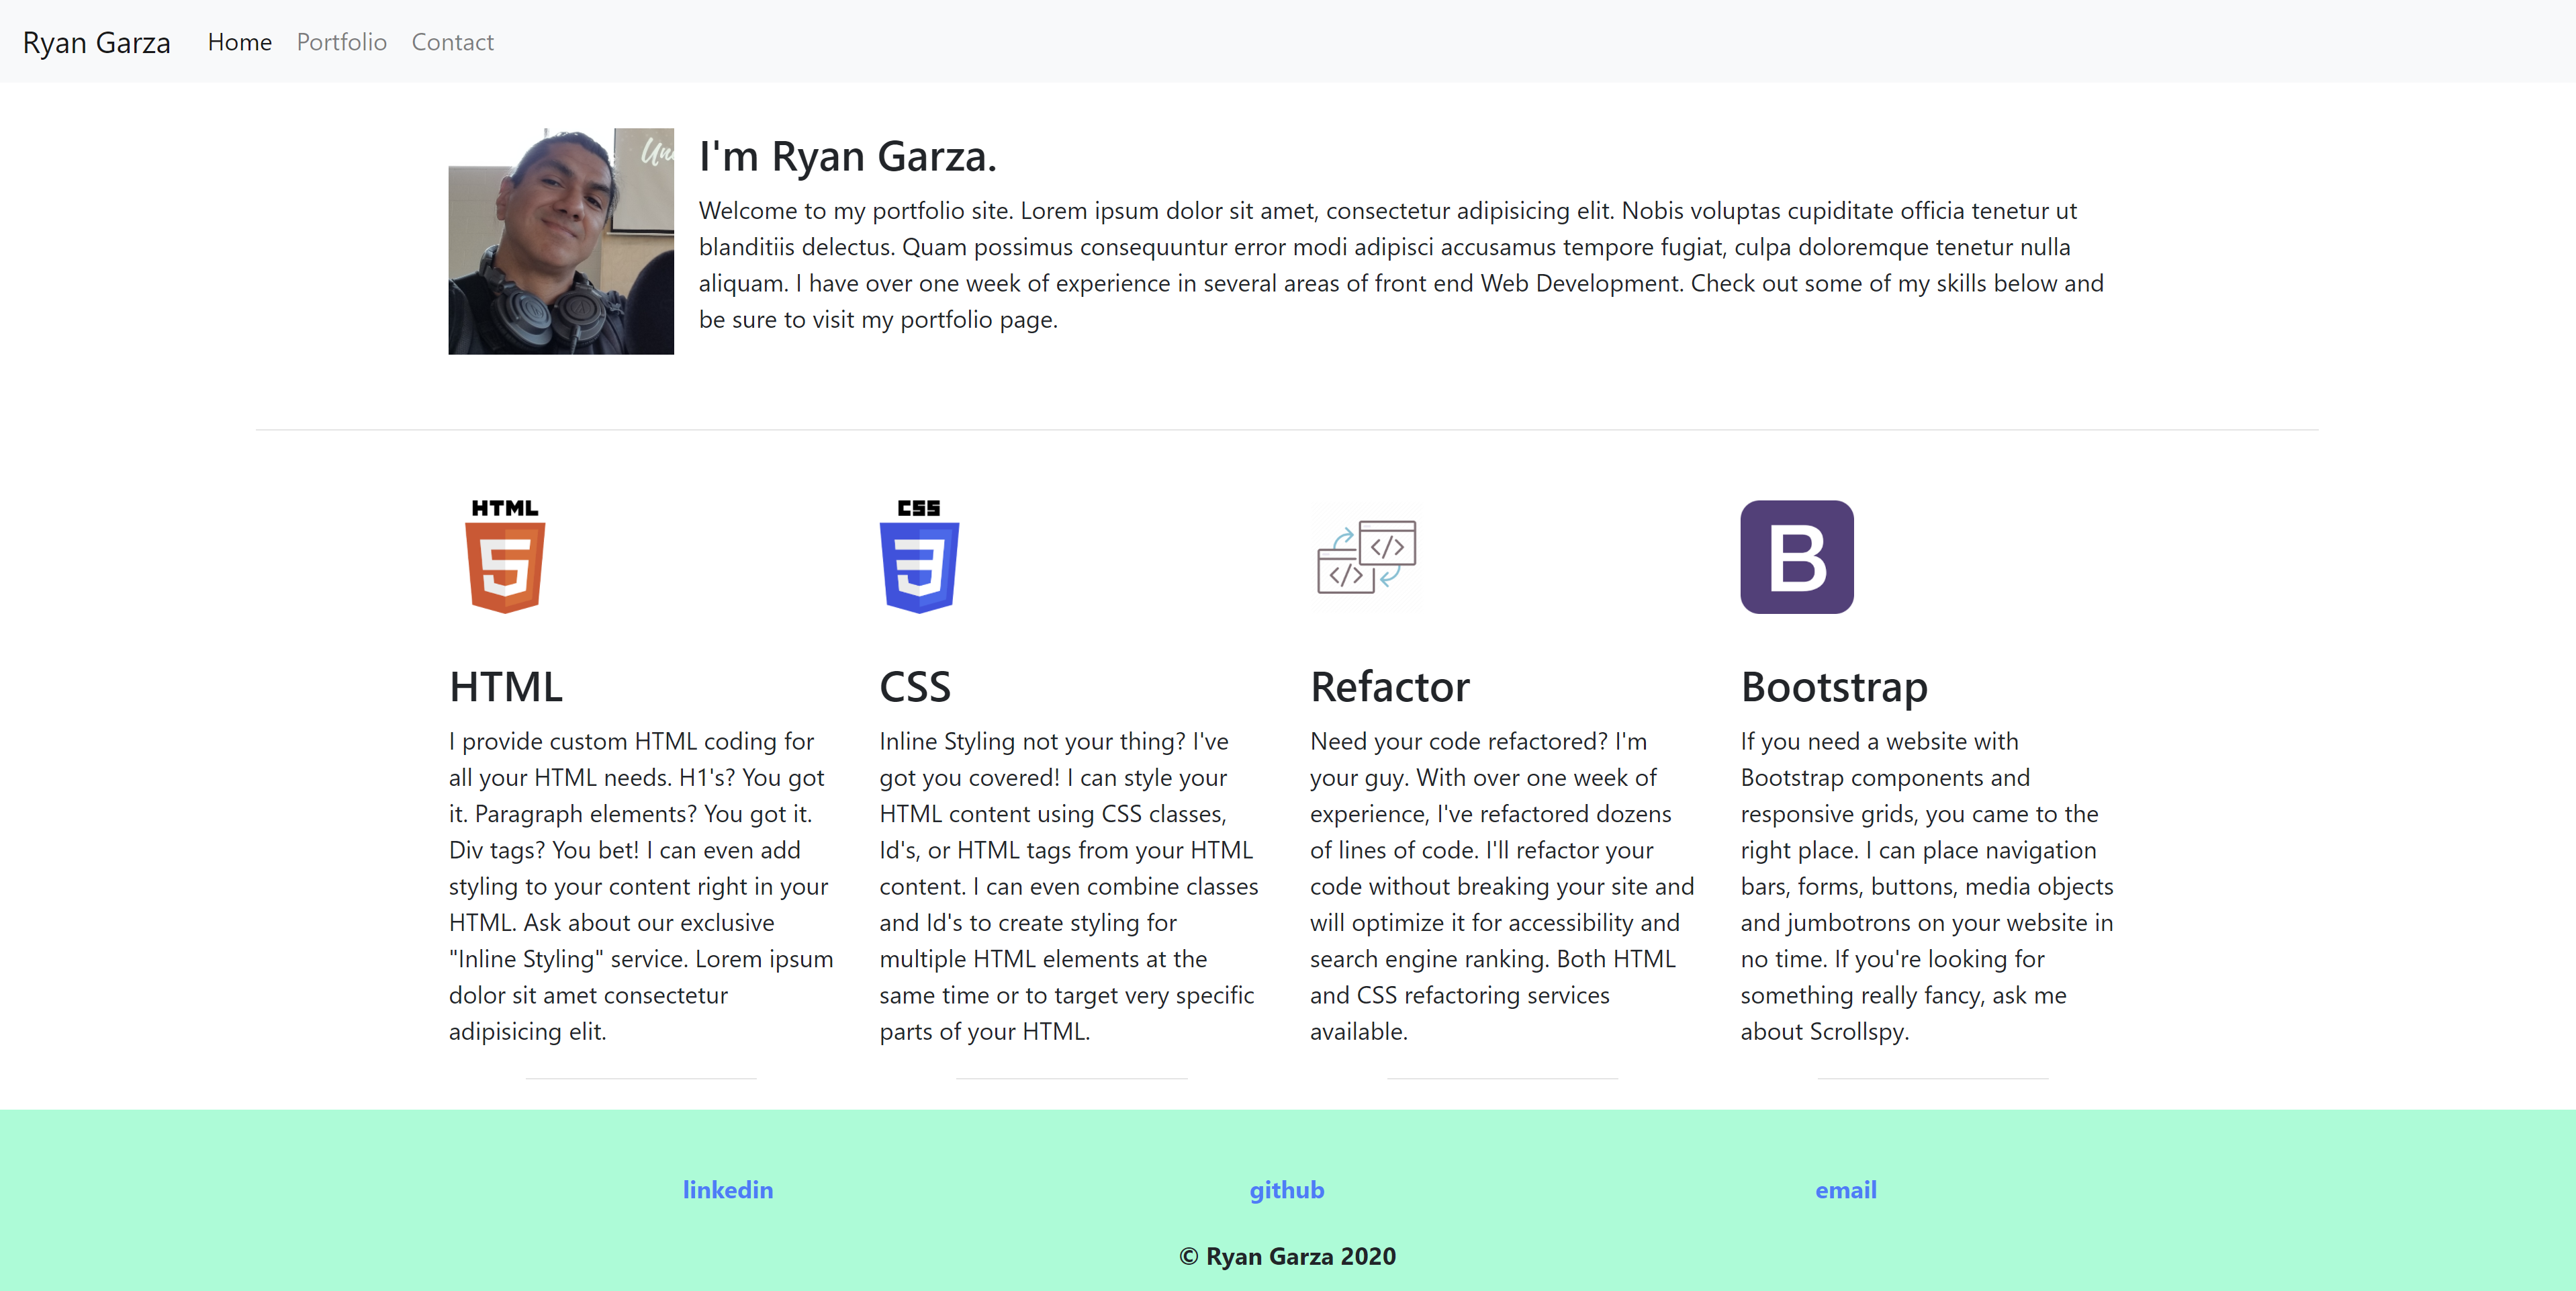 Ryan Garza Home Portfolio Contact
I'm Ryan Garza.
Welcome to my portfolio site. Lorem ipsum dolor sit amet, consectetur adipisicing elit. Nobis voluptas cupiditate officia tenetur ut
blanditiis delectus. Quam possimus consequuntur error modi adipisci accusamus tempore fugiat, culpa doloremque tenetur nulla
aliquam. I have over one week of experience in several areas of front end Web Development. Check out some of my skills below and
be sure to visit my portfolio page.
HTML
5
HTML
I provide custom HTML coding for
all your HTML needs. H1's? You got
it. Paragraph elements? You got it.
Div tags? You bet! I can even add
styling to your content right in your
HTML. Ask about our exclusive
"Inline Styling" service. Lorem ipsum
dolor sit amet consectetur
adipisicing elit.
CSS
3
CSS
Inline Styling not your thing? I've
got you covered! I can style your
HTML content using CSS classes,
Id's, or HTML tags from your HTML
content. I can even combine classes
and Id's to create styling for
multiple HTML elements at the
same time or to target very specific
parts of your HTML.
</>
</>
Refactor
Need your code refactored? I'm
your guy. With over one week of
experience, I've refactored dozens
of lines of code. I'll refactor your
code without breaking your site and
will optimize it for accessibility and
search engine ranking. Both HTML
and CSS refactoring services
available.
B
Bootstrap
If you need a website with
Bootstrap components and
responsive grids, you came to the
right place. I can place navigation
bars, forms, buttons, media objects
and jumbotrons on your website in
no time. If you're looking for
something really fancy, ask me
about Scrollspy.
linkedin github email
© Ryan Garza 2020